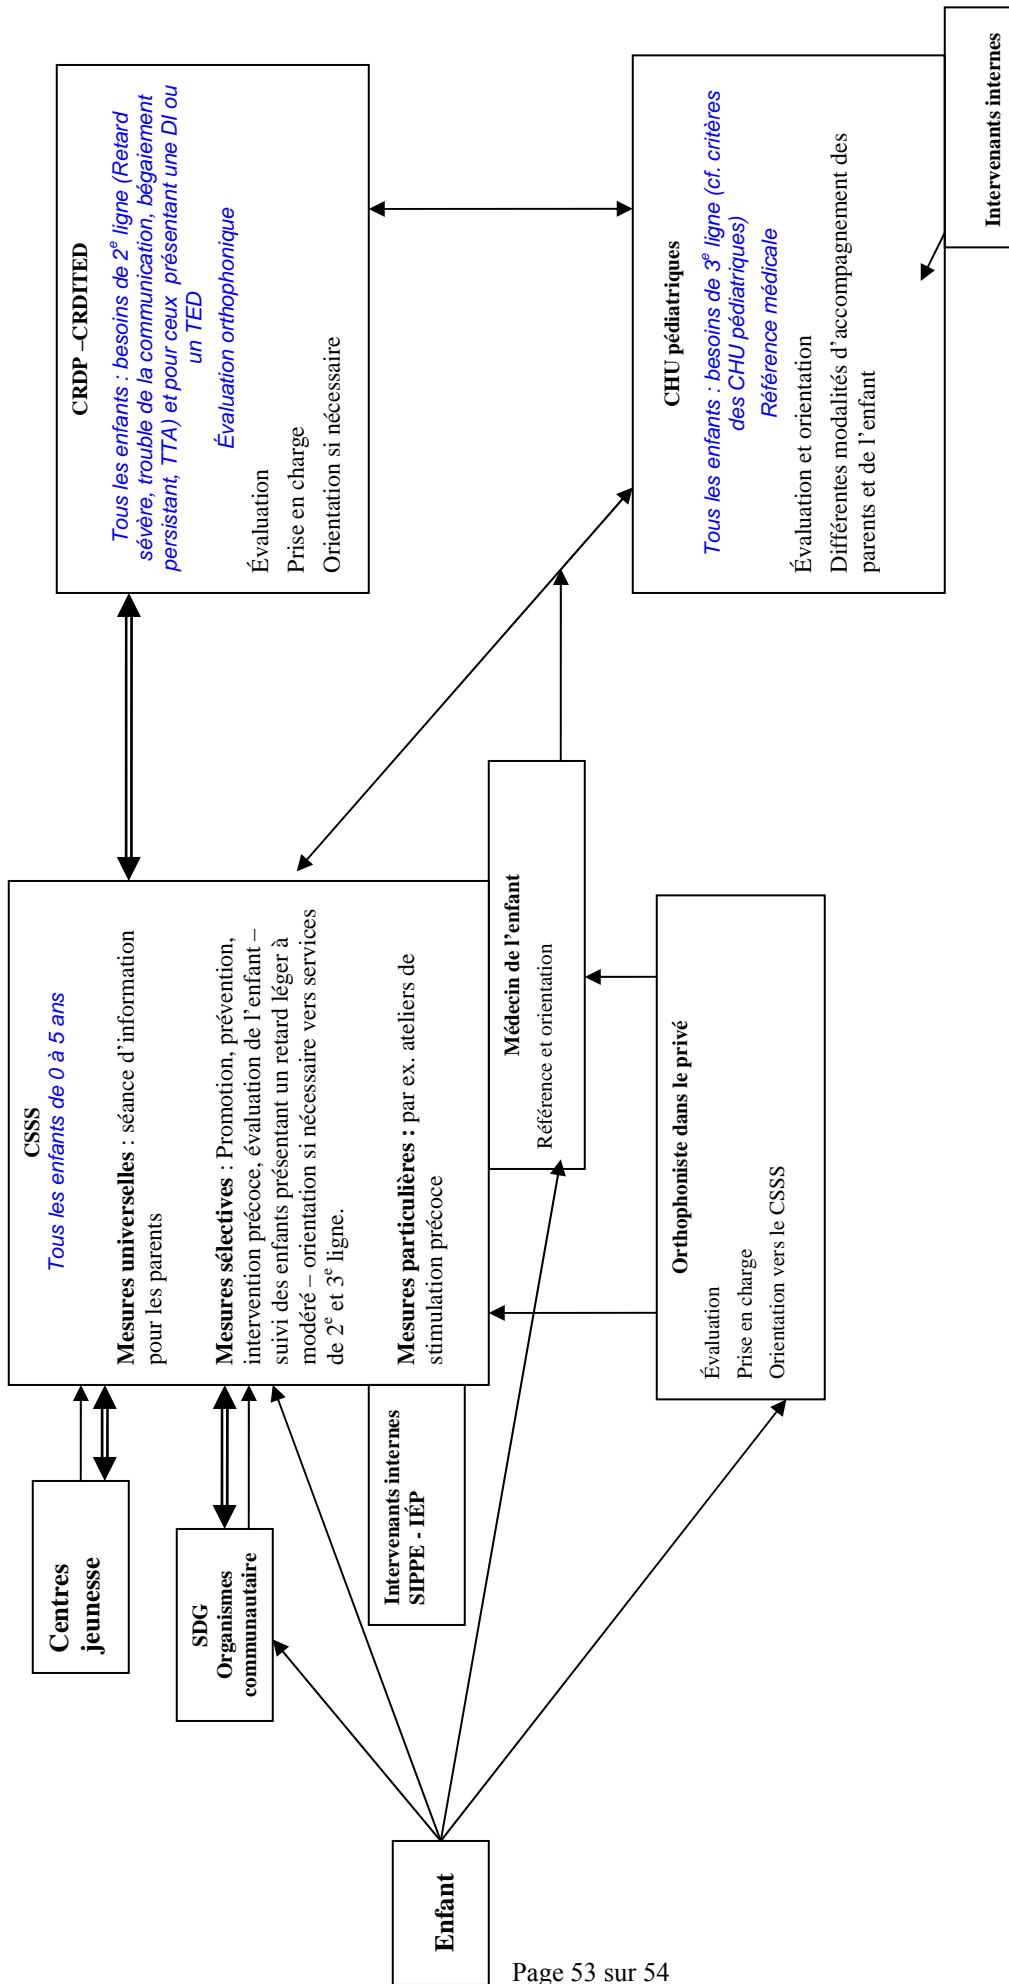 Enfant
Centres
jeunesse
SDG
Organismes
communautaire
CSSS
Tous les enfants de 0 à 5 ans
Mesures universelles : séance d’information
pour les parents
Mesures sélectives : Promotion, prévention,
intervention précoce, évaluation de l’enfant –
suivi des enfants présentant un retard léger à
modéré – orientation si nécessaire vers services
de 2e et 3e ligne.
Mesures particulières : par ex. ateliers de
stimulation précoce
Intervenants internes
SIPPE - IÉP
Médecin de l’enfant
Référence et orientation
Orthophoniste dans le privé
Évaluation
Prise en charge
Orientation vers le CSSS
CRDP –CRDITED
Tous les enfants : besoins de 2e ligne (Retard
sévère, trouble de la communication, bégaiement
persistant, TTA) et pour ceux présentant une DI ou
un TED
Évaluation orthophonique
Évaluation
Prise en charge
Orientation si nécessaire
CHU pédiatriques
Tous les enfants : besoins de 3e ligne (cf. critères
des CHU pédiatriques)
Référence médicale
Évaluation et orientation
Différentes modalités d’accompagnement des
parents et de l’enfant
Intervenants internes
Page 53 sur 54